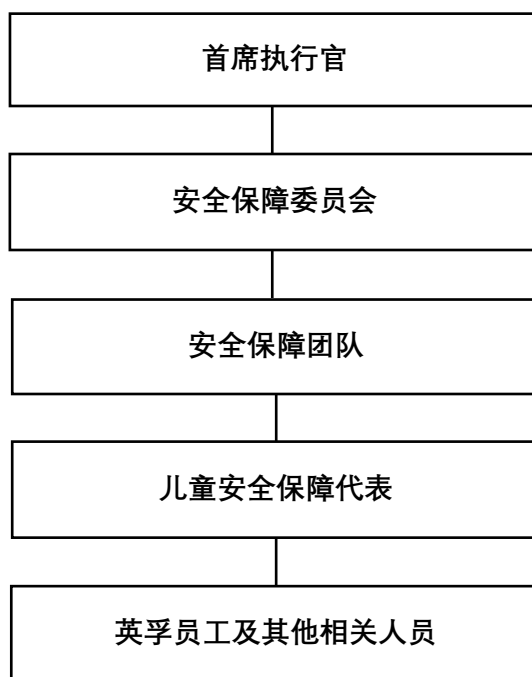 首席执行官
安全保障委员会
安全保障团队
儿童安全保障代表
英孚员工及其他相关人员